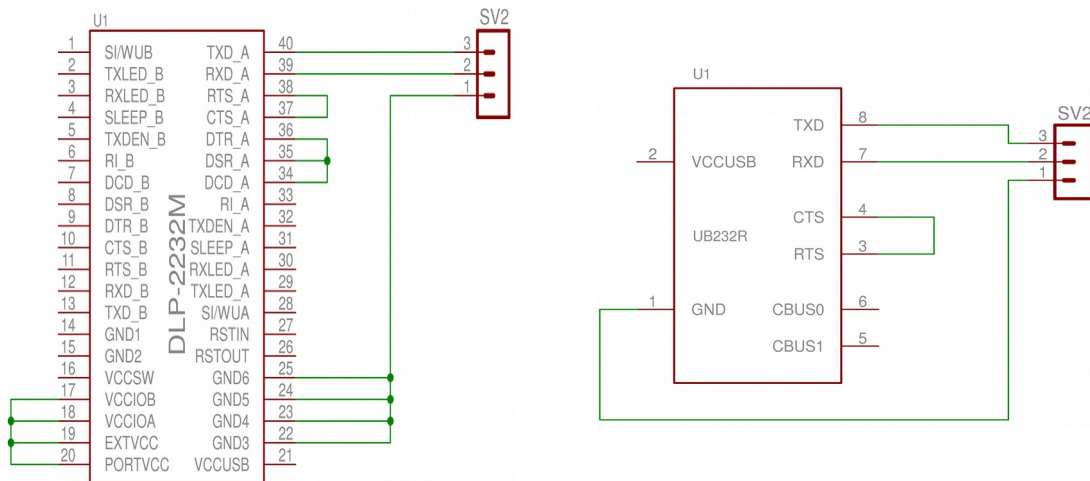 U1
SV2
1 SI/WUB TXD_A 40 3
2 TXLED_B RXD_A 39 2
3 RXLED_B RTS_A 38 1
4 SLEEP_B CTS_A 37
5 TXDEN_B DTR_A 36
6 RI_B DSR_A 35
7 DCD_B DCD_A 34
8 DSR_B RI_A 33
9 DTR_B TXDEN_A 32
10 CTS_B SLEEP_A 31
11 RTS_B RXLED_A 30
12 RXD_B TXLED_A 29
13 TXD_B SI/WUA 28
14 GND1 RSTIN 27
15 GND2 RSTOUT 26
16 VCCSW GND6 25
17 VCCIOB GND5 24
18 VCCIOA GND4 23
19 EXTVCC GND3 22
20 PORTVCC VCCUSB 21
DLP-2232M
U1
SV2
TXD 8 3
2 VCCUSB RXD 7 2
1
CTS 4
UB232R
RTS 3
1 GND CBUS0 6
CBUS1 5